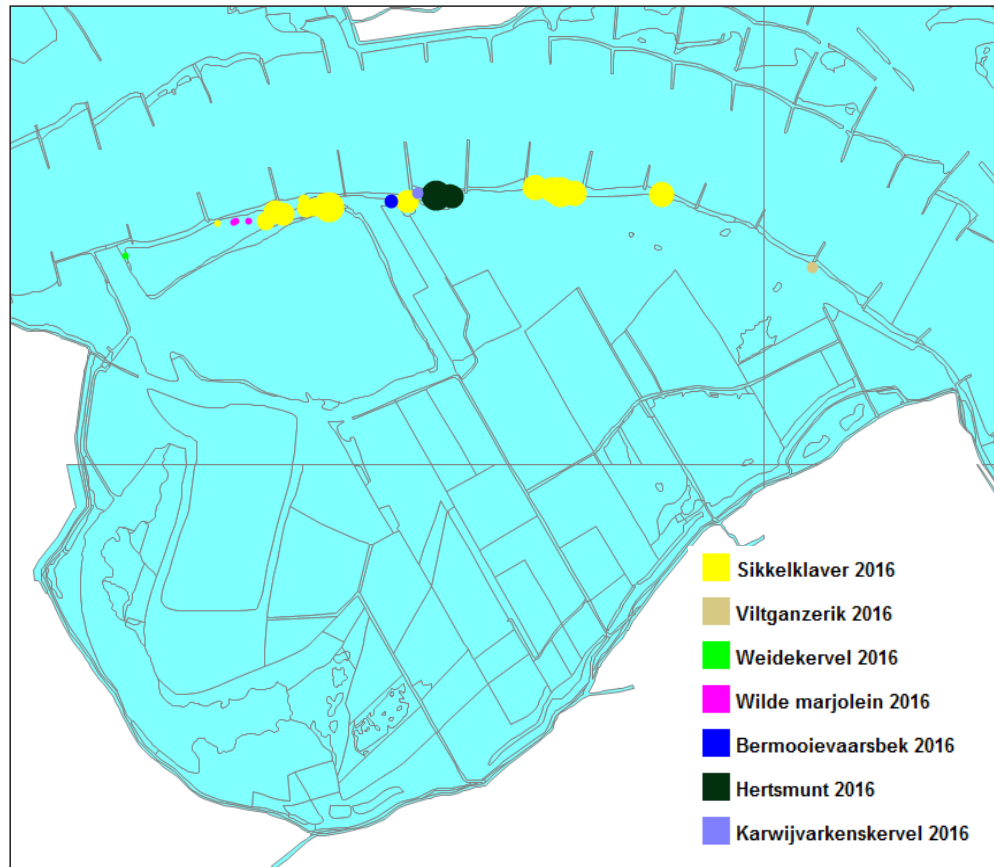 Sikkelklaver 2016
Viltganzerik 2016
Weidekervel 2016
Wilde marjolein 2016
Bermooievaarsbek 2016
Hertsmunt 2016
Karwijvarkenskervel 2016